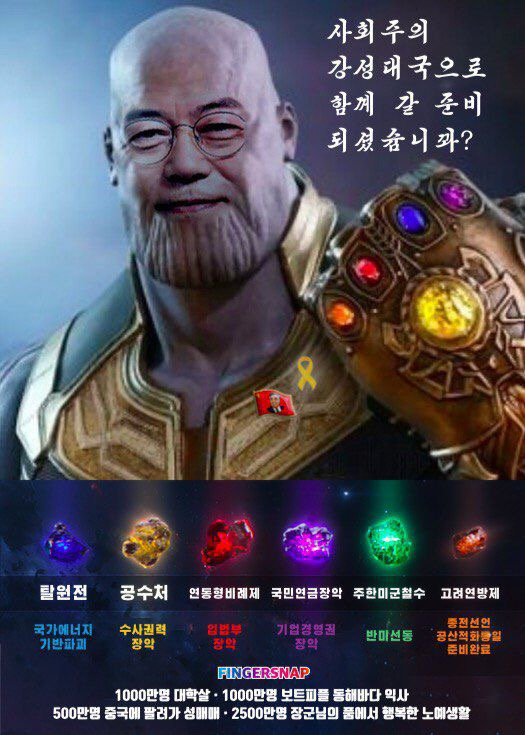 사회주의
강성대국으로
함께 갈 준비
되셨슴니꽈?
탈원전 공수처 연동형비례제 국민연금장악 주한미군철수 고려연방제
국가에너지 수사권력 입법부 기업경영권 반미선동 종전선언
기반파괴 장악 장악 장악 공산적화통일
준비완료
FINGERSNAP
1000만명 대학살 · 1000만명 보트피플 동해바다 익사
500만명 중국에 팔려가 성매매 · 2500만명 장군님의 품에서 행복한 노예생활